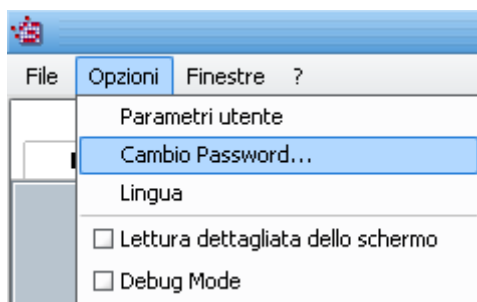 File Opzioni Finestre ?
Parametri utente
Cambio Password...
Lingua
Lettura dettagliata dello schermo
Debug Mode